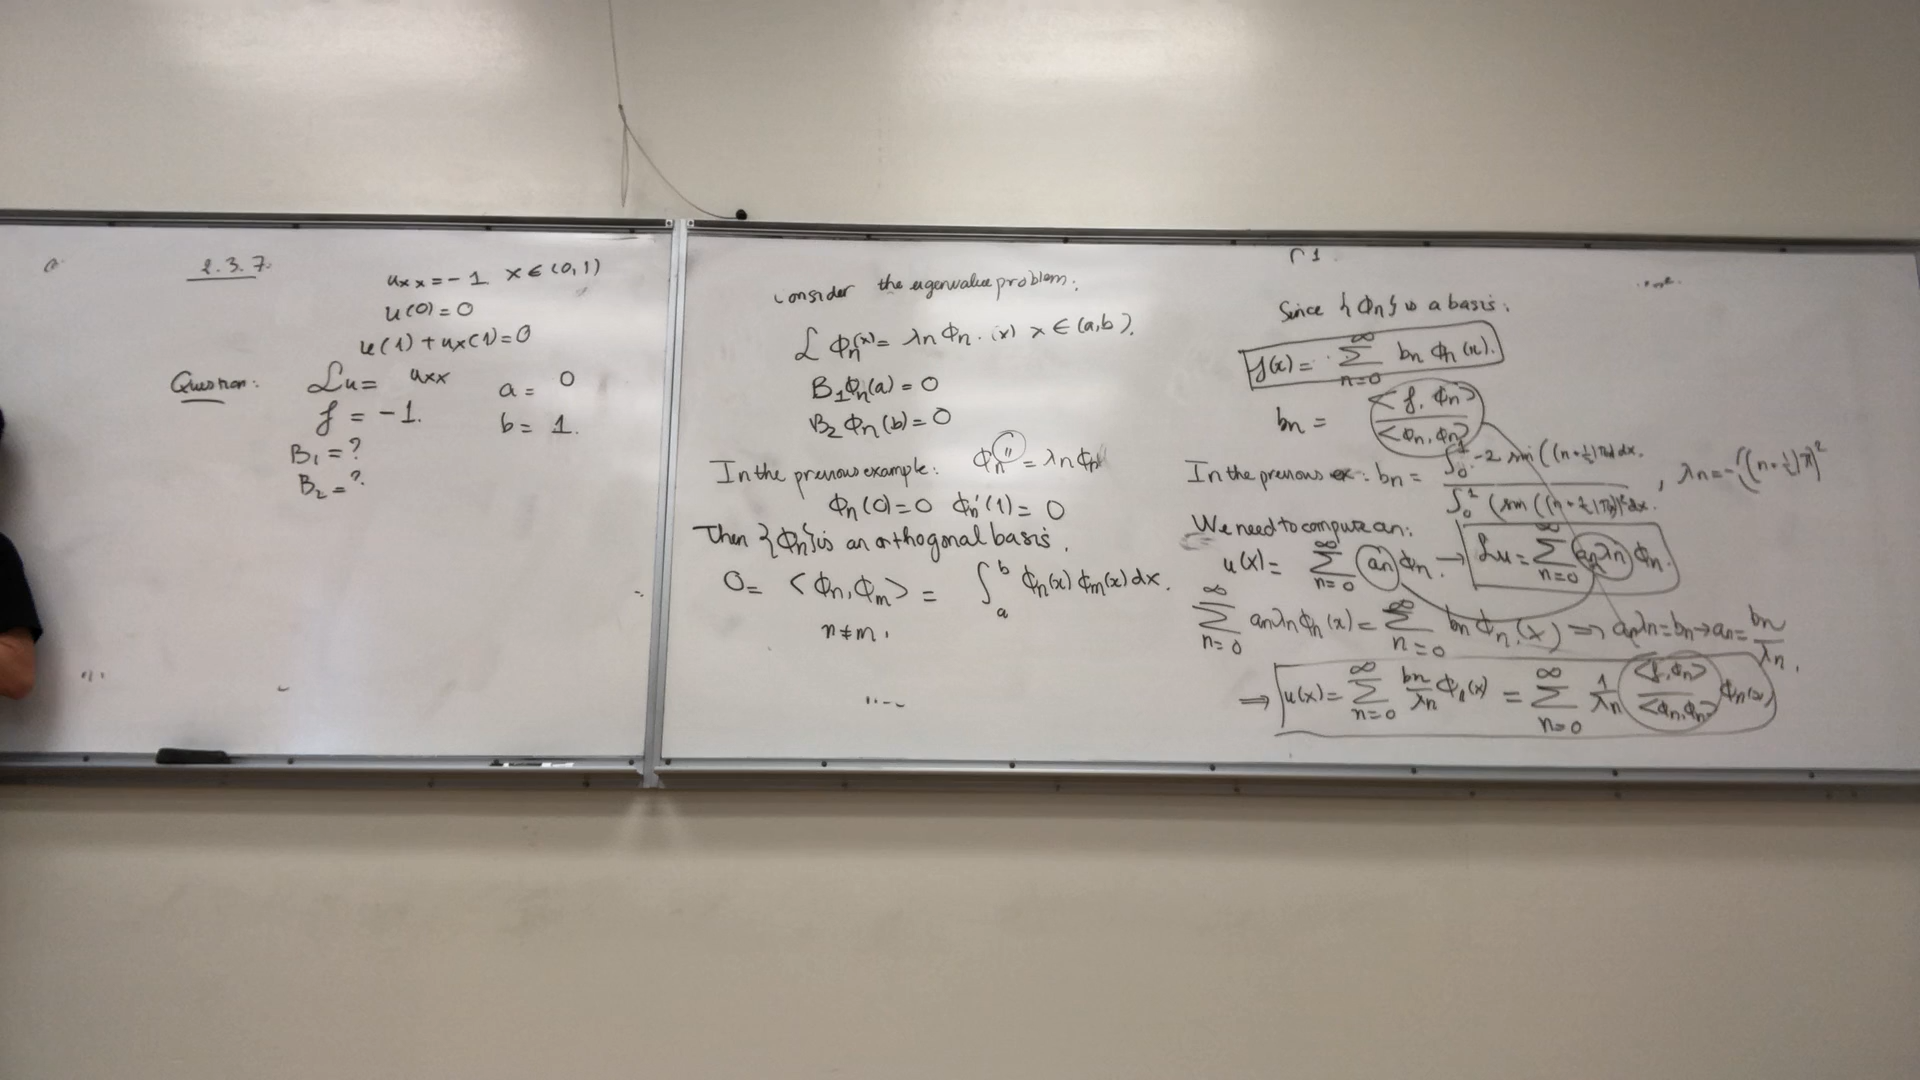 2.3.7.
uxx = -1 x ∈ (0,1)
u(0) = 0
u(1) + ux(1) = 0
Question: ℒu = uxx a = 0
f = -1. b = 1.
B₁ = ?
B₂ = ?
consider the eigenvalue problem:
ℒ ϕn(x) = λn ϕn (x) x ∈ (a,b).
B₁ϕn(a) = 0
B₂ ϕn(b) = 0
In the previous example: ϕn'' = λn ϕn
ϕn(0) = 0 ϕn'(1) = 0
Then {ϕn} is an orthogonal basis.
0 = <ϕn, ϕm> = ∫_a^b ϕn(x) ϕm(x) dx.
n ≠ m.
Since {ϕn} is a basis:
f(x) = ∑_{n=0}^∞ bn ϕn(x).
bn = <f, ϕn> / <ϕn, ϕn>
In the previous ex: bn = ∫_0^1 -2 sin((n+½)πx) dx. / ∫_0^1 (sin((n+½)πx))² dx. , λn = -((n+½)π)²
We need to compute an:
u(x) = ∑_{n=0}^∞ an ϕn. → ℒu = ∑_{n=0}^∞ an λn ϕn.
∑_{n=0}^∞ an λn ϕn(x) = ∑_{n=0}^∞ bn ϕn(x) ⇒ an λn = bn → an = bn/λn.
⇒ u(x) = ∑_{n=0}^∞ bn/λn ϕn(x) = ∑_{n=0}^∞ 1/λn <f, ϕn>/<ϕn, ϕn> ϕn(x)